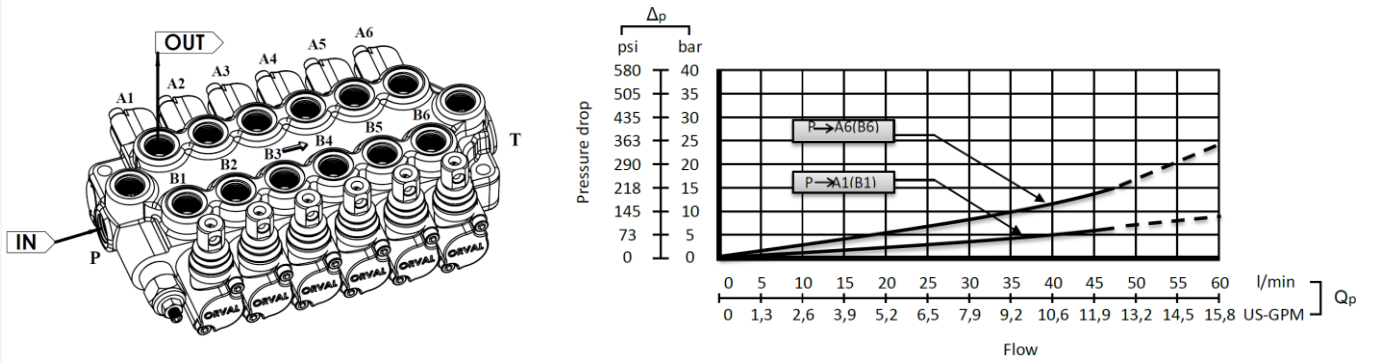 OUT
A1
A2
A3
A4
A5
A6
B1
B2
B3
B4
B5
B6
T
IN
P
ORVAL
ORVAL
ORVAL
ORVAL
ORVAL
ORVAL
Δp
psi bar
580 40
505 35
435 30
363 25
290 20
218 15
145 10
73 5
0 0
Pressure drop
P→A6(B6)
P→A1(B1)
0 5 10 15 20 25 30 35 40 45 50 55 60 l/min
0 1,3 2,6 3,9 5,2 6,5 7,9 9,2 10,6 11,9 13,2 14,5 15,8 US-GPM
Qp
Flow